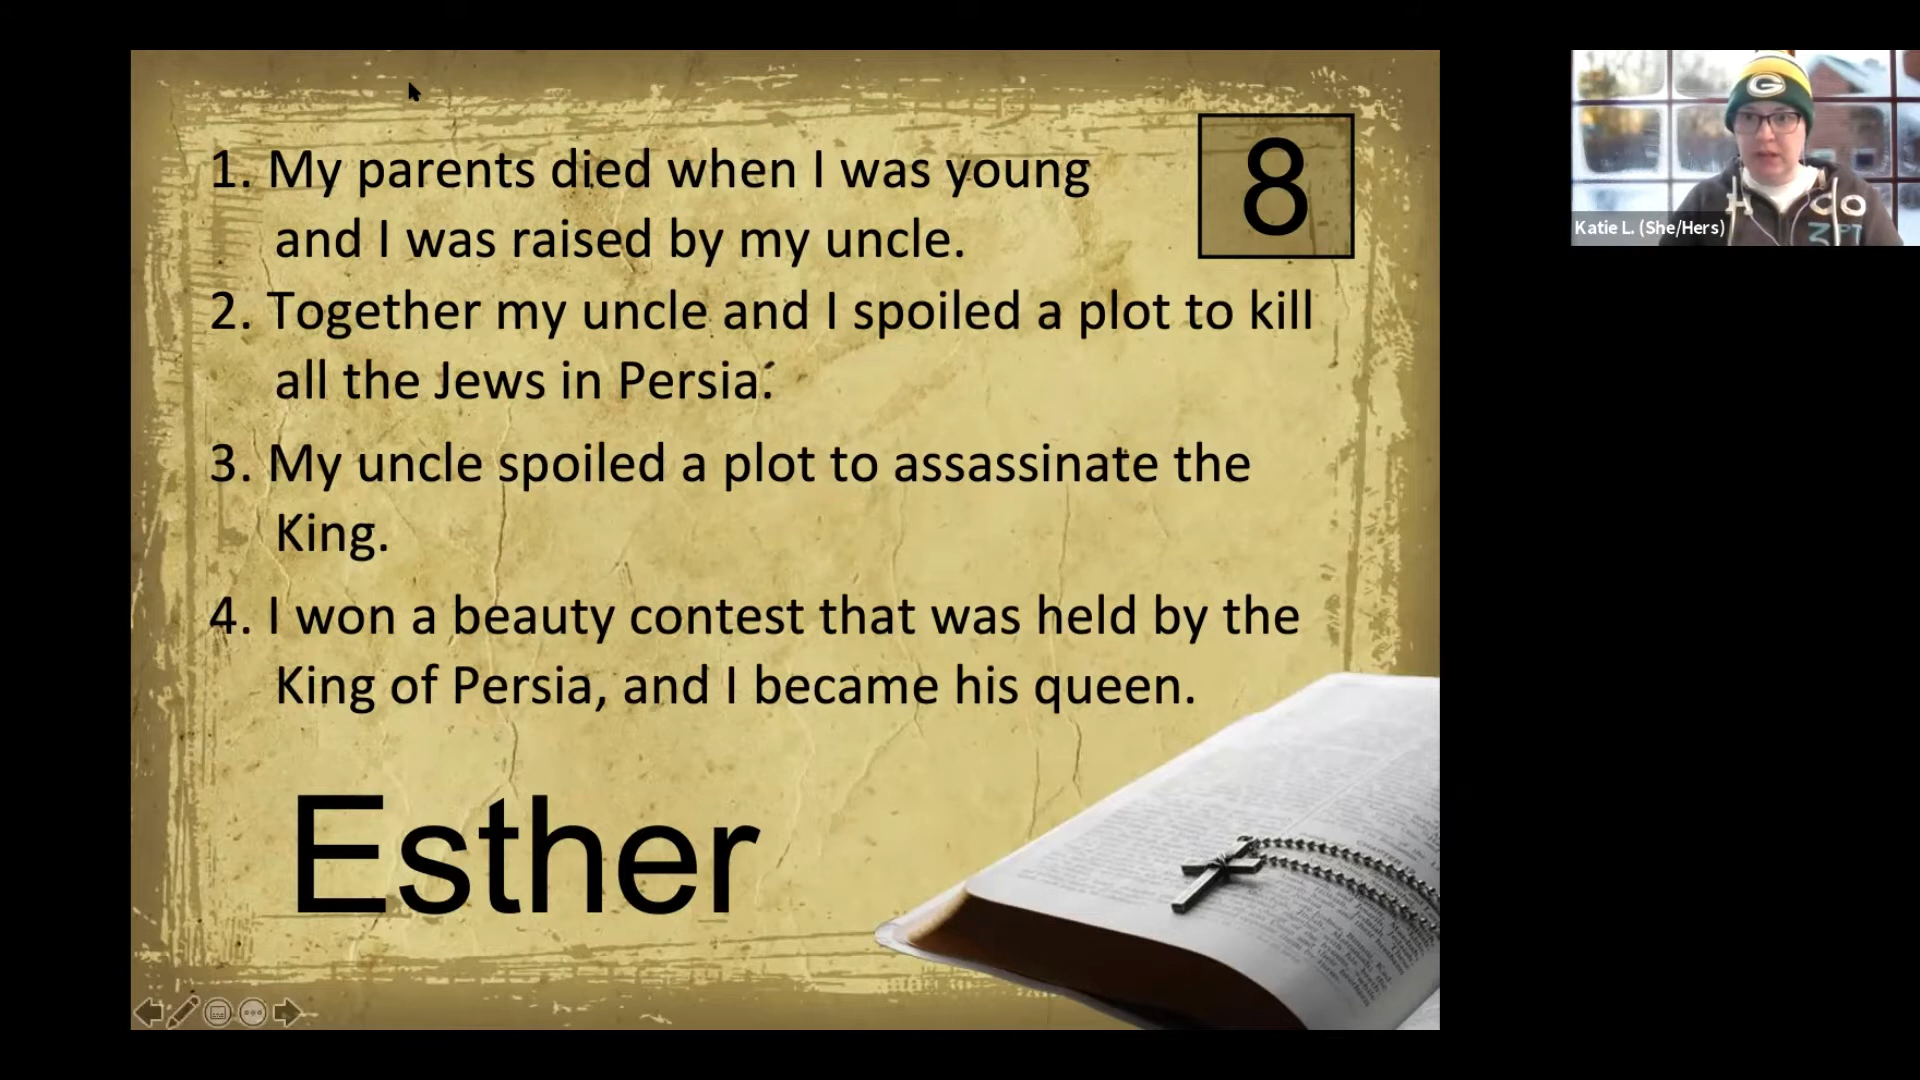 1. My parents died when I was young
and I was raised by my uncle.
8
2. Together my uncle and I spoiled a plot to kill
all the Jews in Persia.
3. My uncle spoiled a plot to assassinate the
King.
4. I won a beauty contest that was held by the
King of Persia, and I became his queen.
Esther
G
Katie L. (She/Hers)